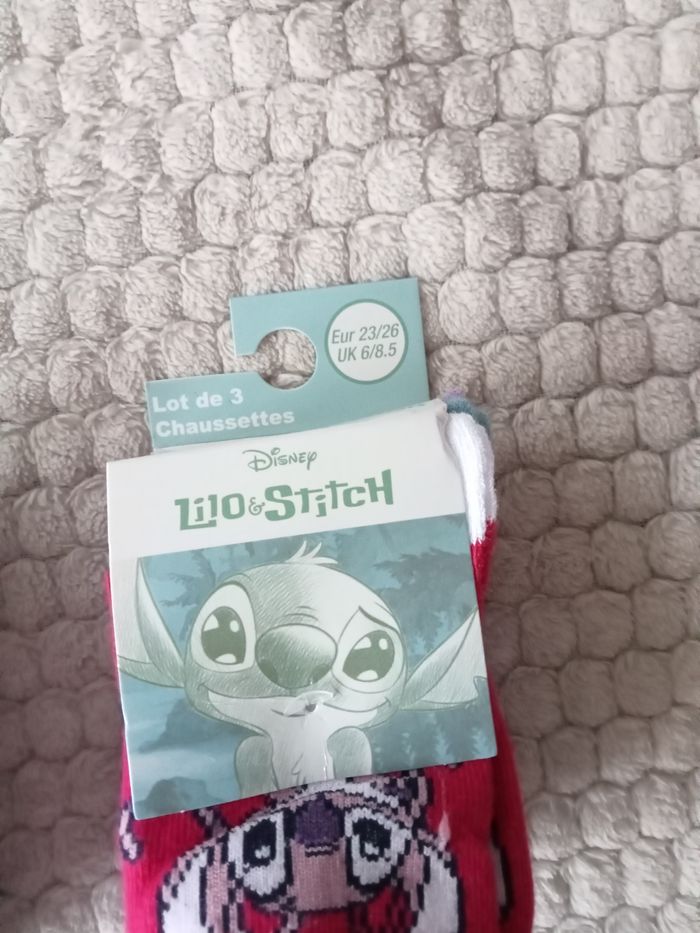 Eur 23/26
UK 6/8.5
Lot de 3
Chaussettes
Disney
Lilo & Stitch